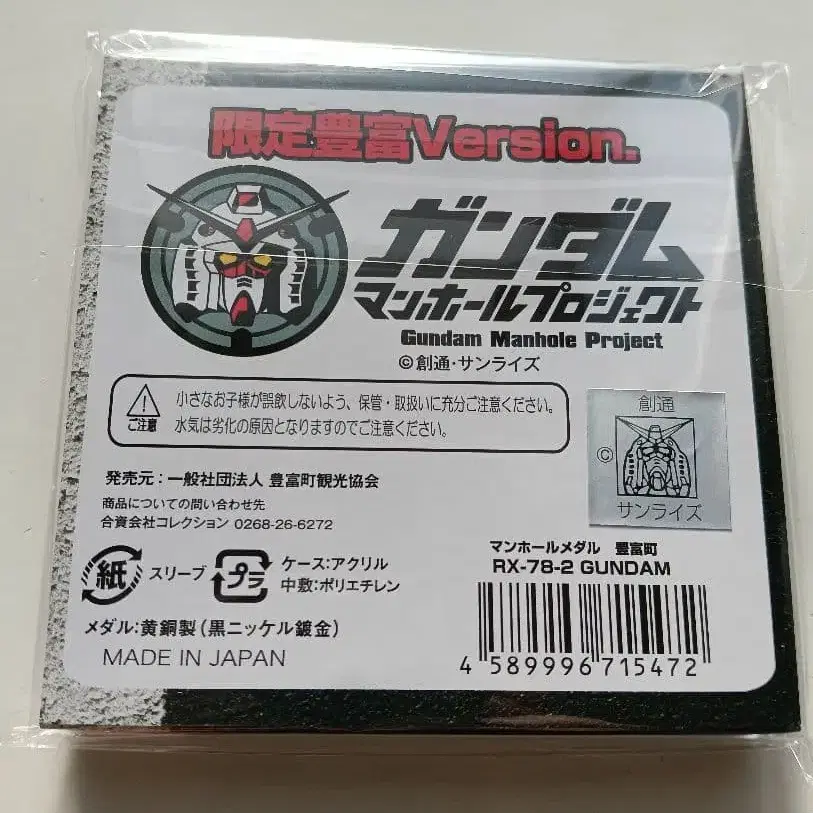 限定豊富Version.
ガンダム
マンホールプロジェクト
Gundam Manhole Project
©創通・サンライズ
ご注意
小さなお子様が誤飲しないよう、保管・取扱いに充分ご注意ください。
水気は劣化の原因となりますのでご注意ください。
創通
©
サンライズ
発売元：一般社団法人 豊富町観光協会
商品についての問い合わせ先
合資会社コレクション 0268-26-6272
紙 スリーブ
プラ ケース：アクリル
中敷：ポリエチレン
メダル：黄銅製（黒ニッケル鍍金）
MADE IN JAPAN
マンホールメダル 豊富町
RX-78-2 GUNDAM
4 589996 715472